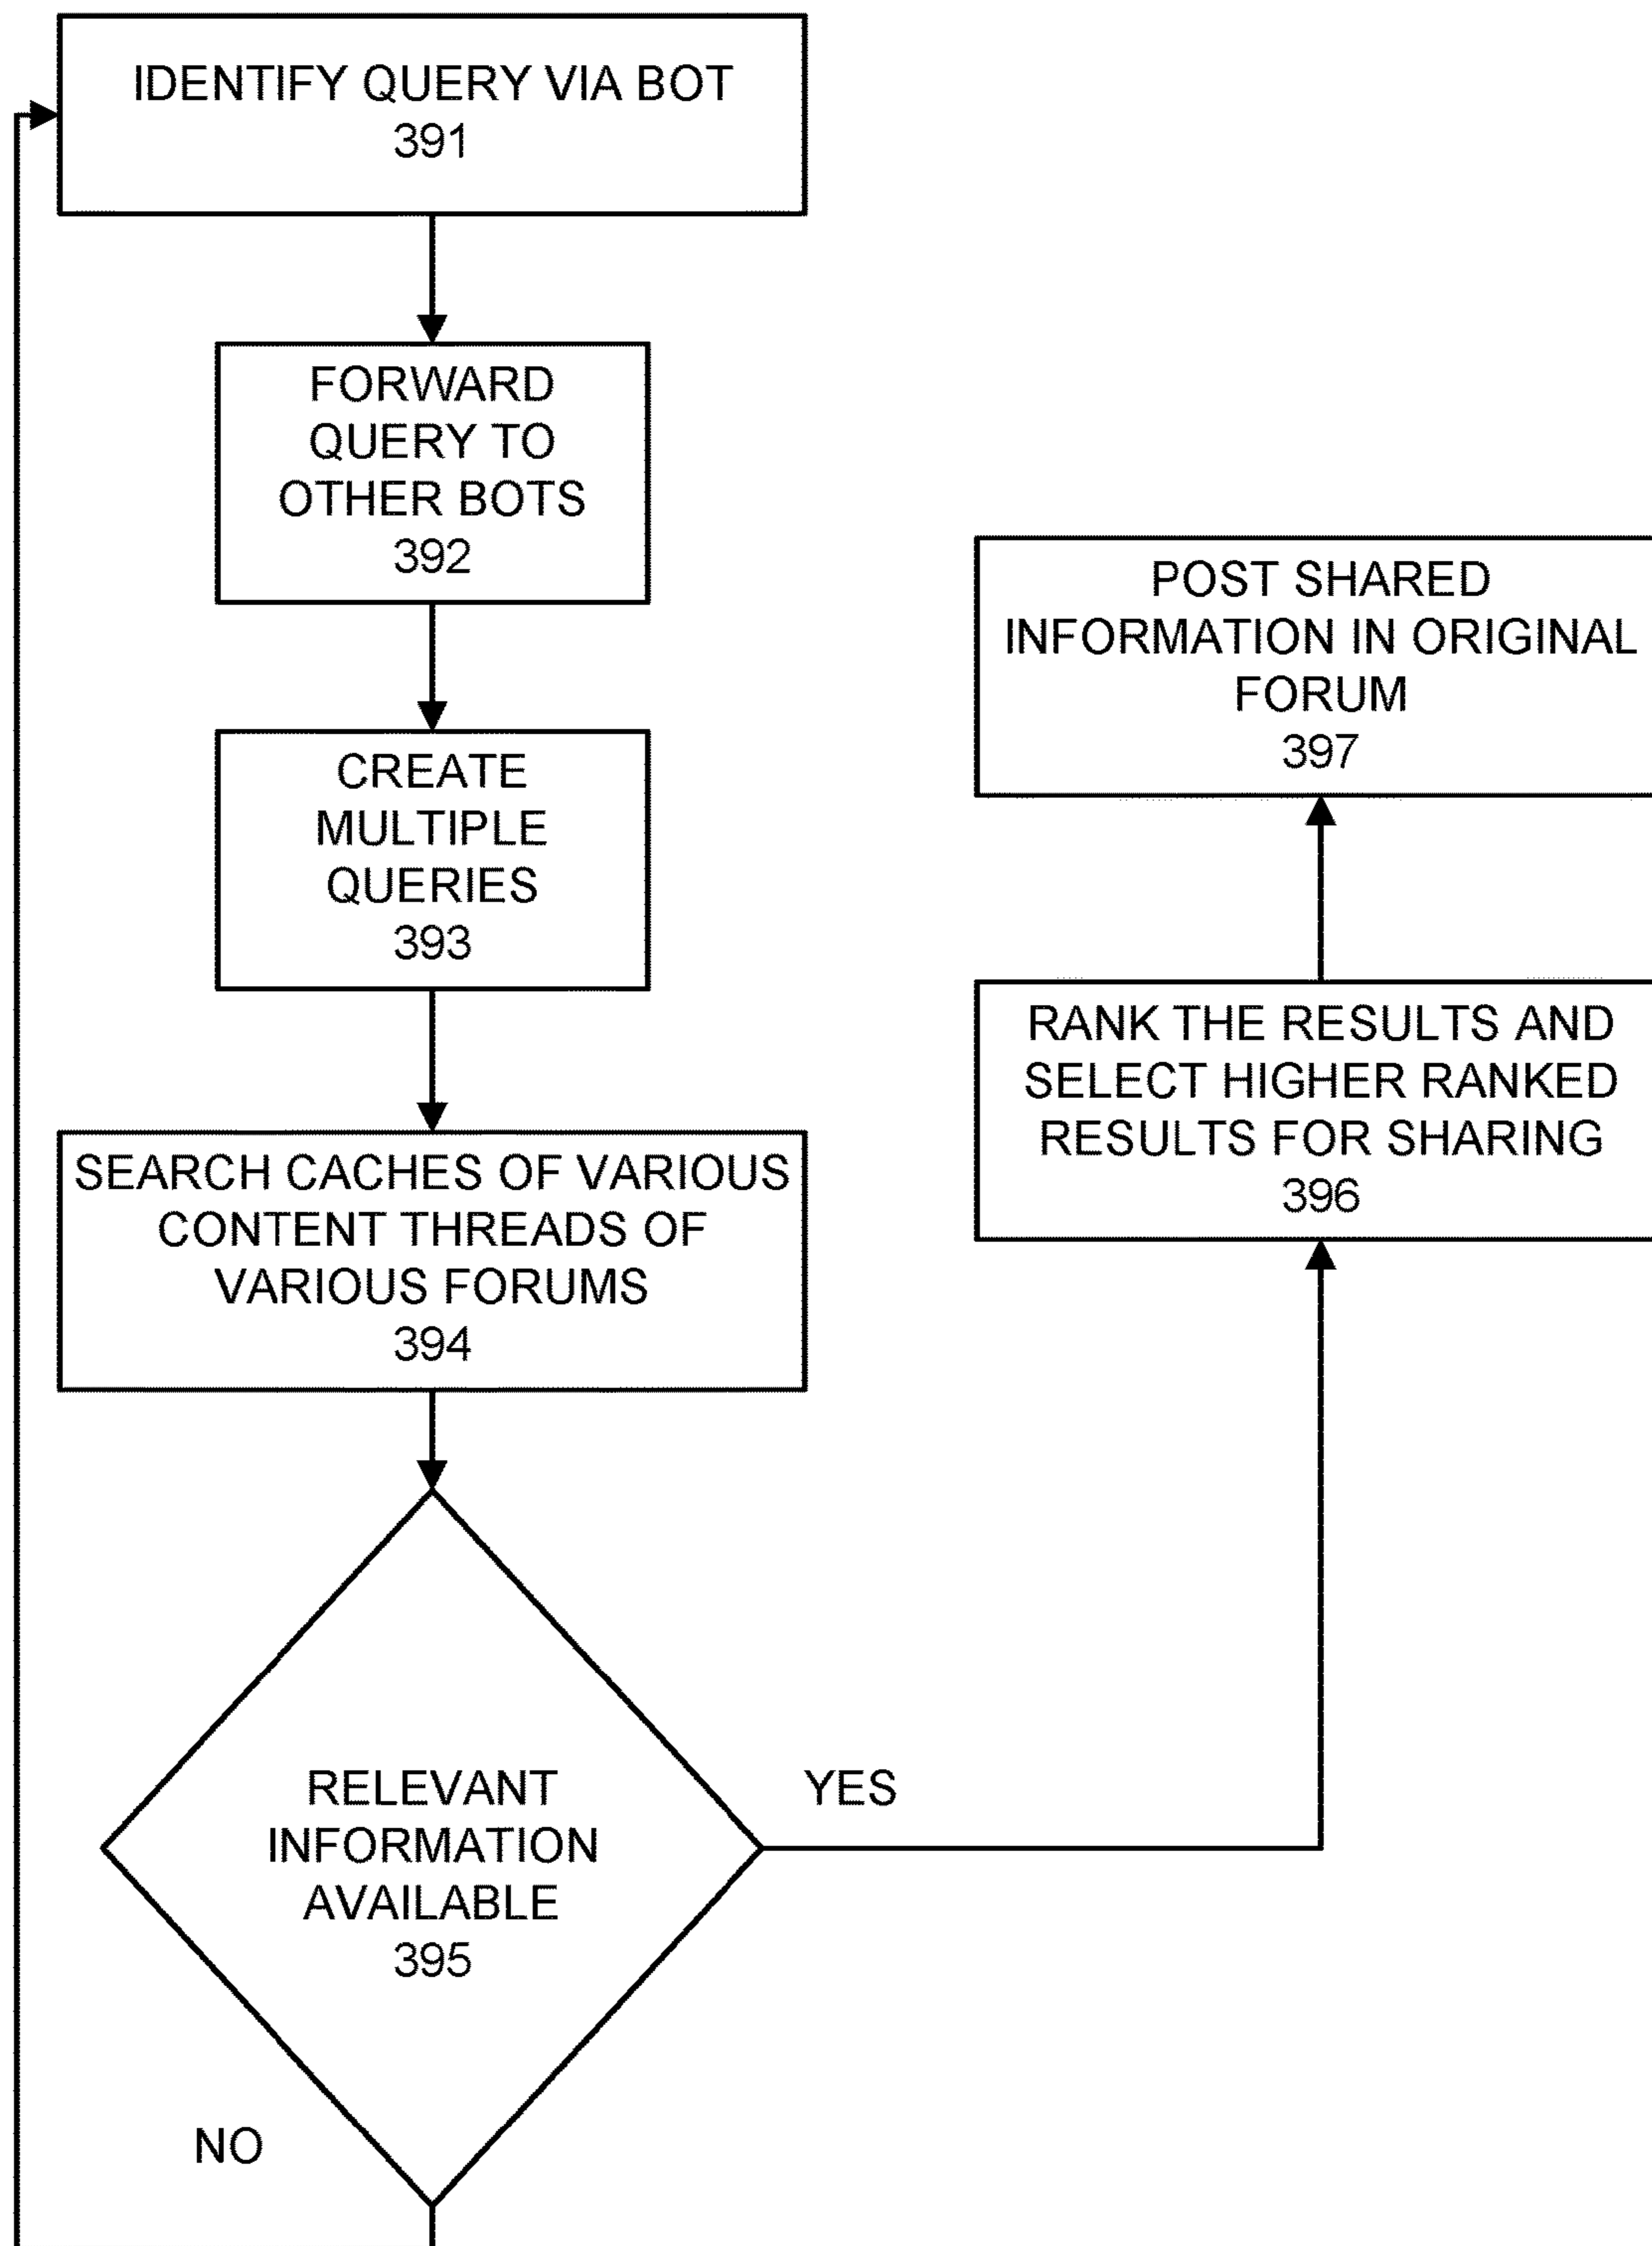 IDENTIFY QUERY VIA BOT
391
FORWARD
QUERY TO
OTHER BOTS
392
CREATE
MULTIPLE
QUERIES
393
SEARCH CACHES OF VARIOUS
CONTENT THREADS OF
VARIOUS FORUMS
394
RELEVANT
INFORMATION
AVAILABLE
395
YES
NO
RANK THE RESULTS AND
SELECT HIGHER RANKED
RESULTS FOR SHARING
396
POST SHARED
INFORMATION IN ORIGINAL
FORUM
397